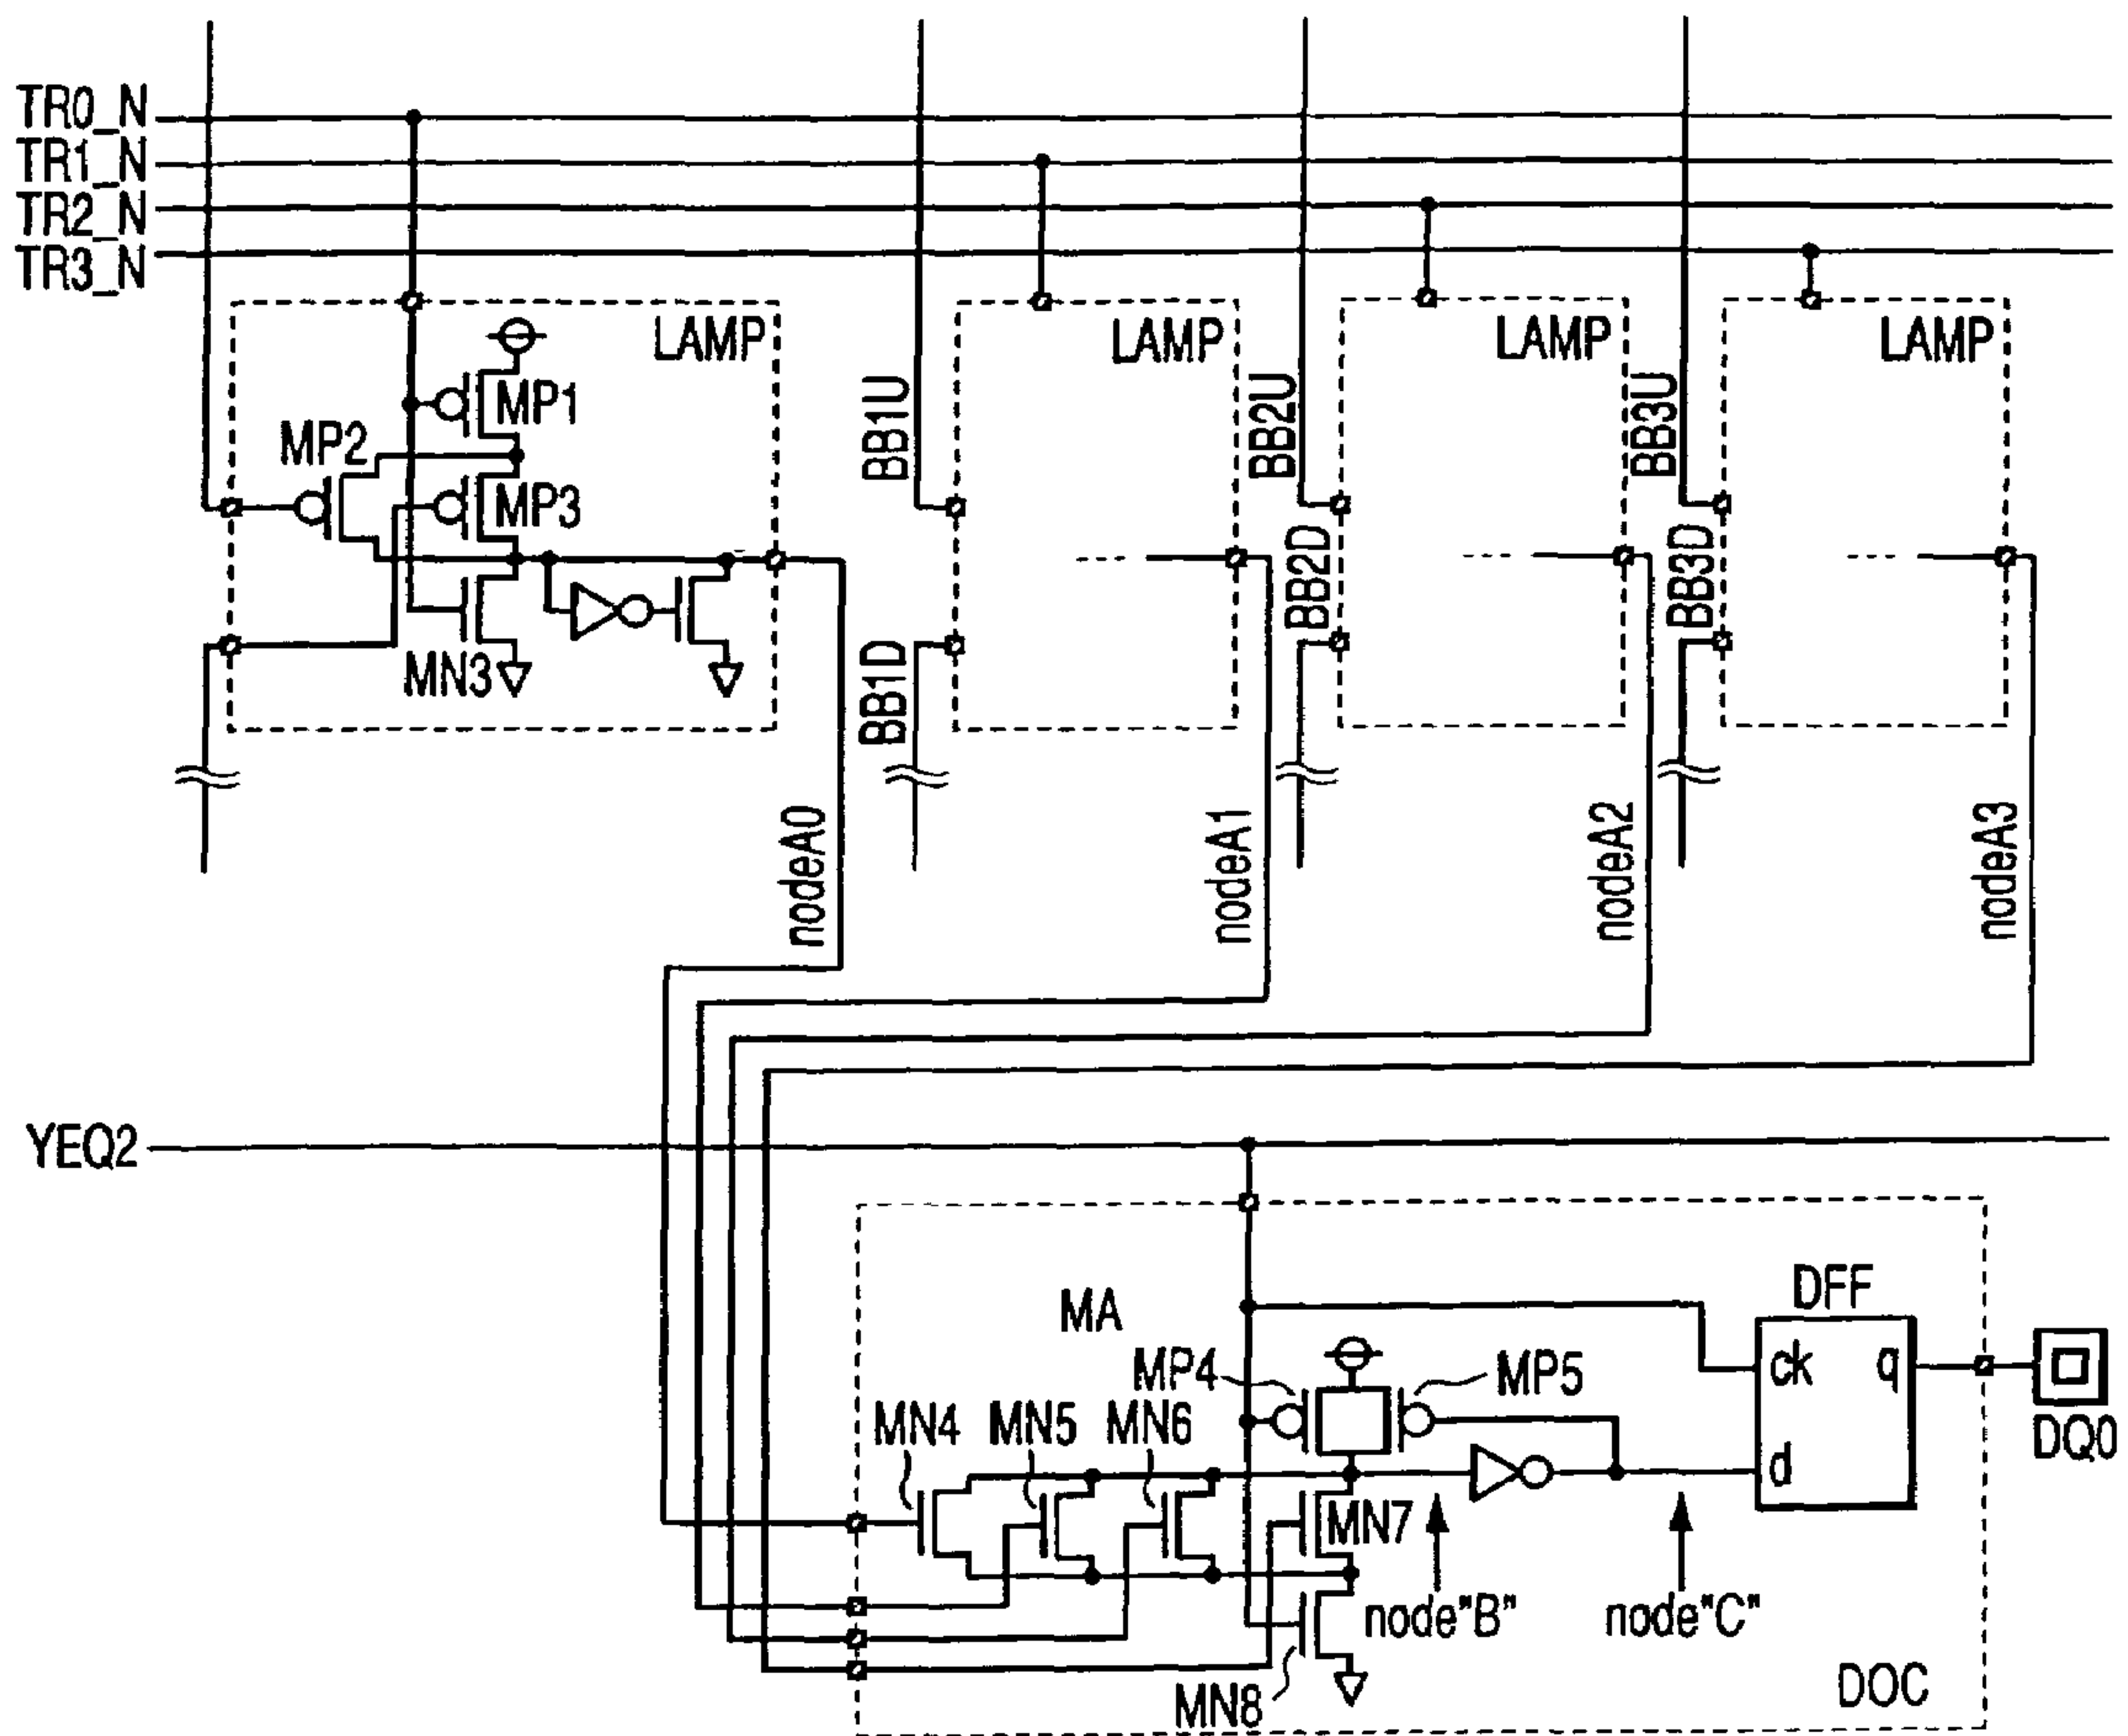 TR0_N
TR1_N
TR2_N
TR3_N
LAMP
LAMP
LAMP
LAMP
MP1
MP2
MP3
MN3
BB1U
BB1D
BB2U
BB2D
BB3U
BB3D
nodeA0
nodeA1
nodeA2
nodeA3
YEQ2
MA
DFF
ck
q
d
DQ0
MP4
MP5
MN4
MN5
MN6
MN7
MN8
node"B"
node"C"
DOC